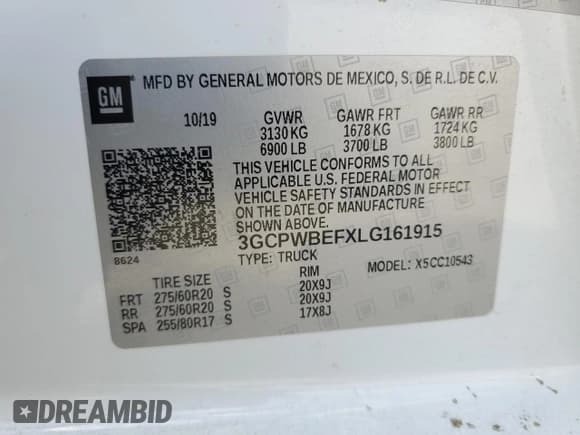 GM
MFD BY GENERAL MOTORS DE MEXICO, S. DE R.L. DE C.V.
10/19 GVWR GAWR FRT GAWR RR
3130 KG 1678 KG 1724 KG
6900 LB 3700 LB 3800 LB
THIS VEHICLE CONFORMS TO ALL
APPLICABLE U.S. FEDERAL MOTOR
VEHICLE SAFETY STANDARDS IN EFFECT
ON THE DATE OF MANUFACTURE
SHOWN ABOVE.
8624 3GCPWBEFXLG161915
TYPE: TRUCK MODEL: X5CC10543
TIRE SIZE RIM
FRT 275/60R20 S 20X9J
RR 275/60R20 S 20X9J
SPA 255/80R17 S 17X8J
DREAMBID